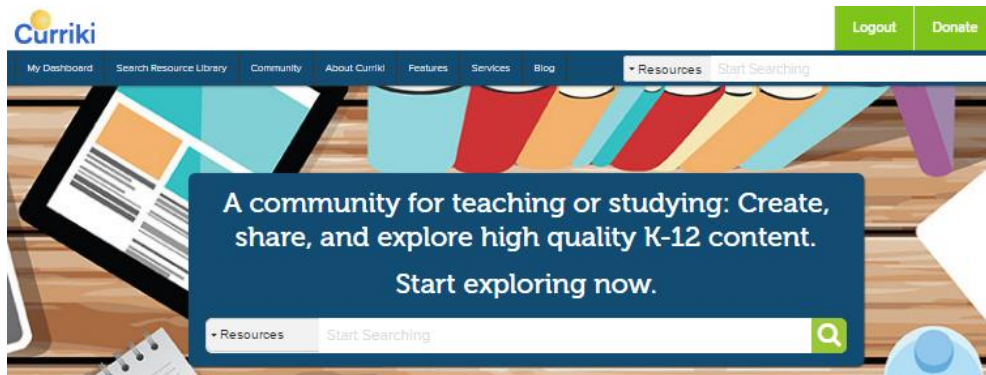 Curriki
Logout Donate
My Dashboard Search Resource Library Community About Curriki Features Services Blog Resources Start Searching
A community for teaching or studying: Create,
share, and explore high quality K-12 content.
Start exploring now.
Resources Start Searching